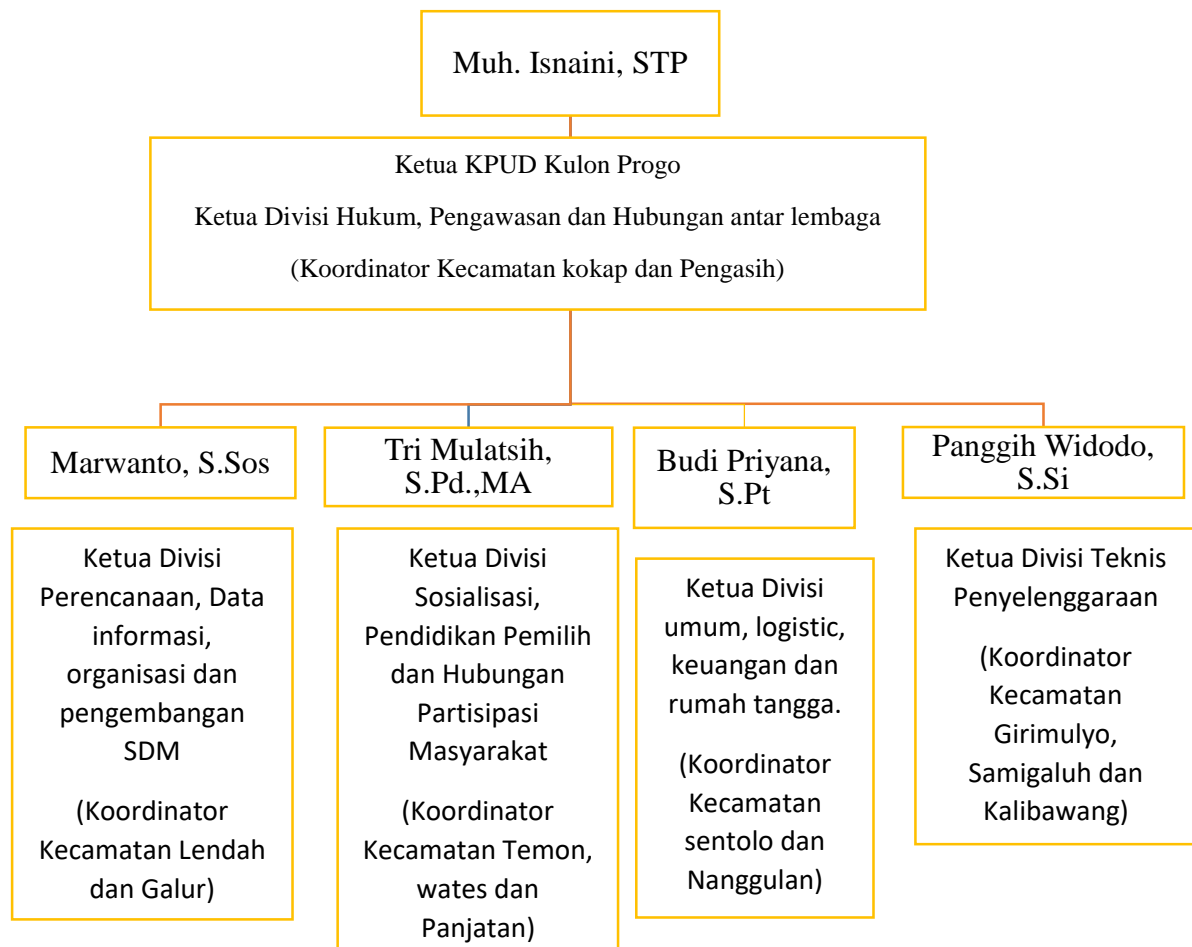 Muh. Isnaini, STP
Ketua KPUD Kulon Progo
Ketua Divisi Hukum, Pengawasan dan Hubungan antar lembaga
(Koordinator Kecamatan kokap dan Pengasih)
Marwanto, S.Sos
Ketua Divisi
Perencanaan, Data
informasi,
organisasi dan
pengembangan
SDM
(Koordinator
Kecamatan Lendah
dan Galur)
Tri Mulatsih,
S.Pd.,MA
Ketua Divisi
Sosialisasi,
Pendidikan Pemilih
dan Hubungan
Partisipasi
Masyarakat
(Koordinator
Kecamatan Temon,
wates dan
Panjatan)
Budi Priyana,
S.Pt
Ketua Divisi
umum, logistic,
keuangan dan
rumah tangga.
(Koordinator
Kecamatan
sentolo dan
Nanggulan)
Panggih Widodo,
S.Si
Ketua Divisi Teknis
Penyelenggaraan
(Koordinator
Kecamatan
Girimulyo,
Samigaluh dan
Kalibawang)